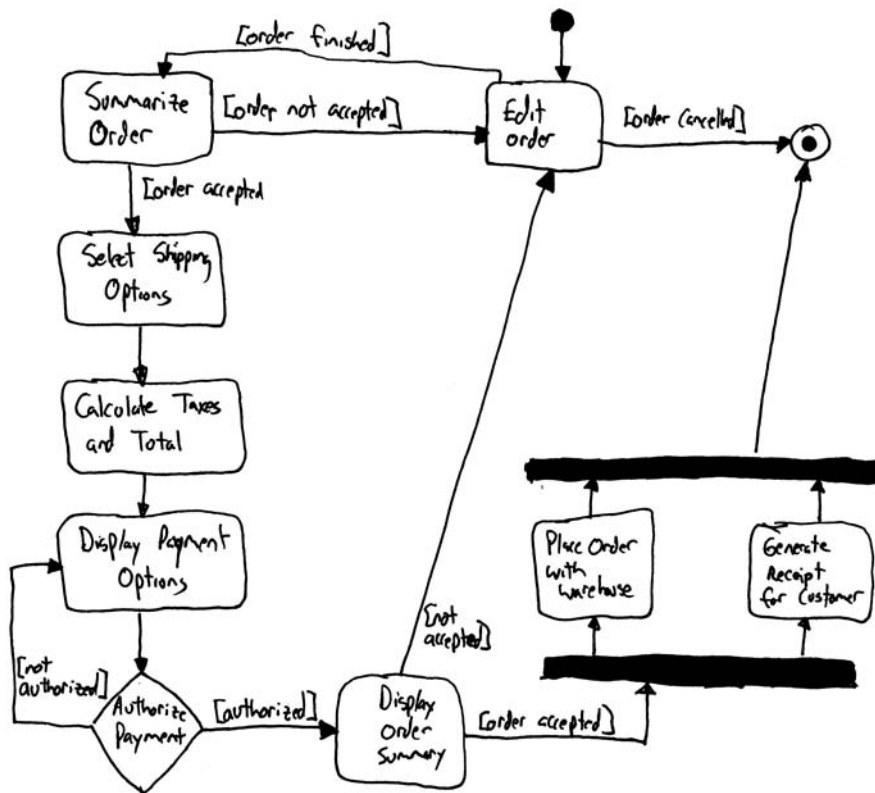 [order finished]
Summarize
Order
[order not accepted]
Edit
order
[order cancelled]
[order accepted
Select Shipping
Options
Calculate Taxes
and Total
Display Payment
Options
Place Order
with
warehouse
Generate
Receipt
for Customer
[not
accepted]
[not
authorized]
Authorize
Payment
[authorized]
Display
Order
Summary
[order accepted]